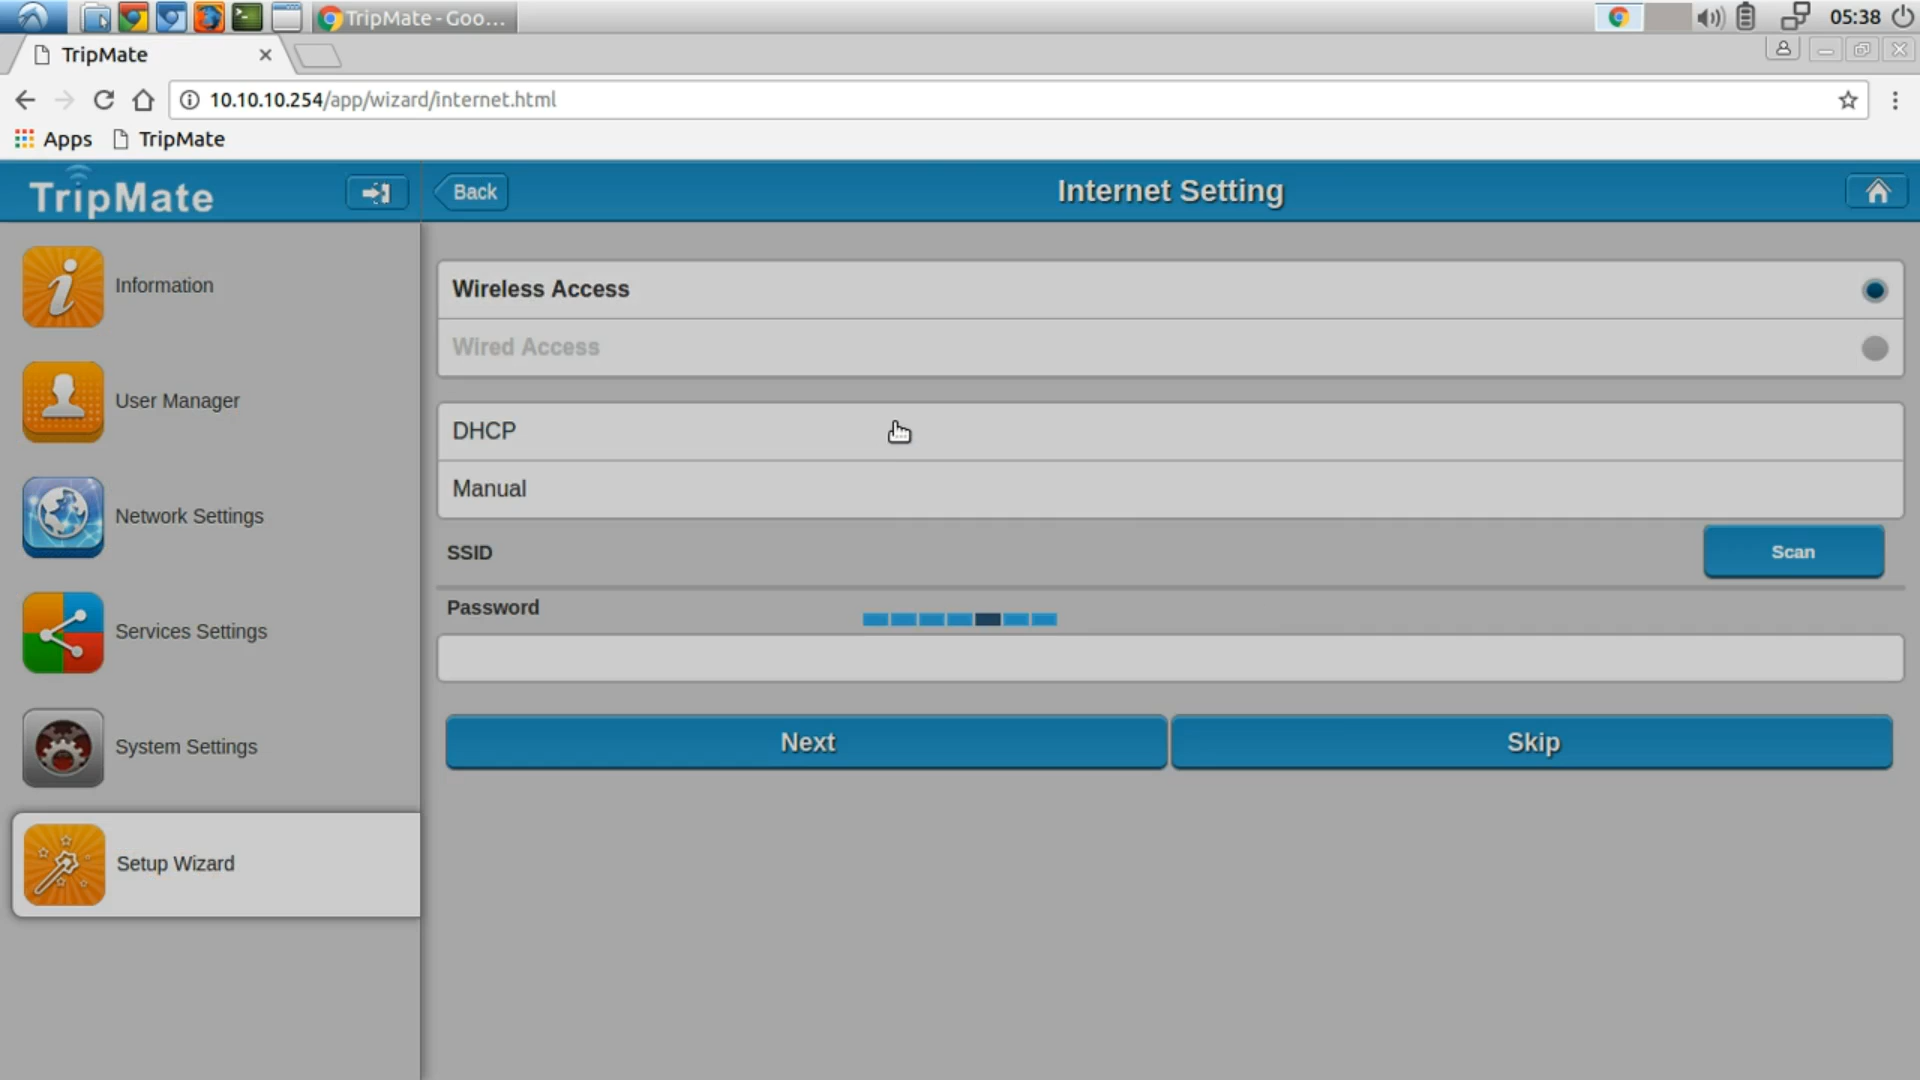 TripMate - Goo...
05:38
TripMate
10.10.10.254/app/wizard/internet.html
Apps TripMate
TripMate
Back
Internet Setting
Information
User Manager
Network Settings
Services Settings
System Settings
Setup Wizard
Wireless Access
Wired Access
DHCP
Manual
SSID
Scan
Password
Next
Skip